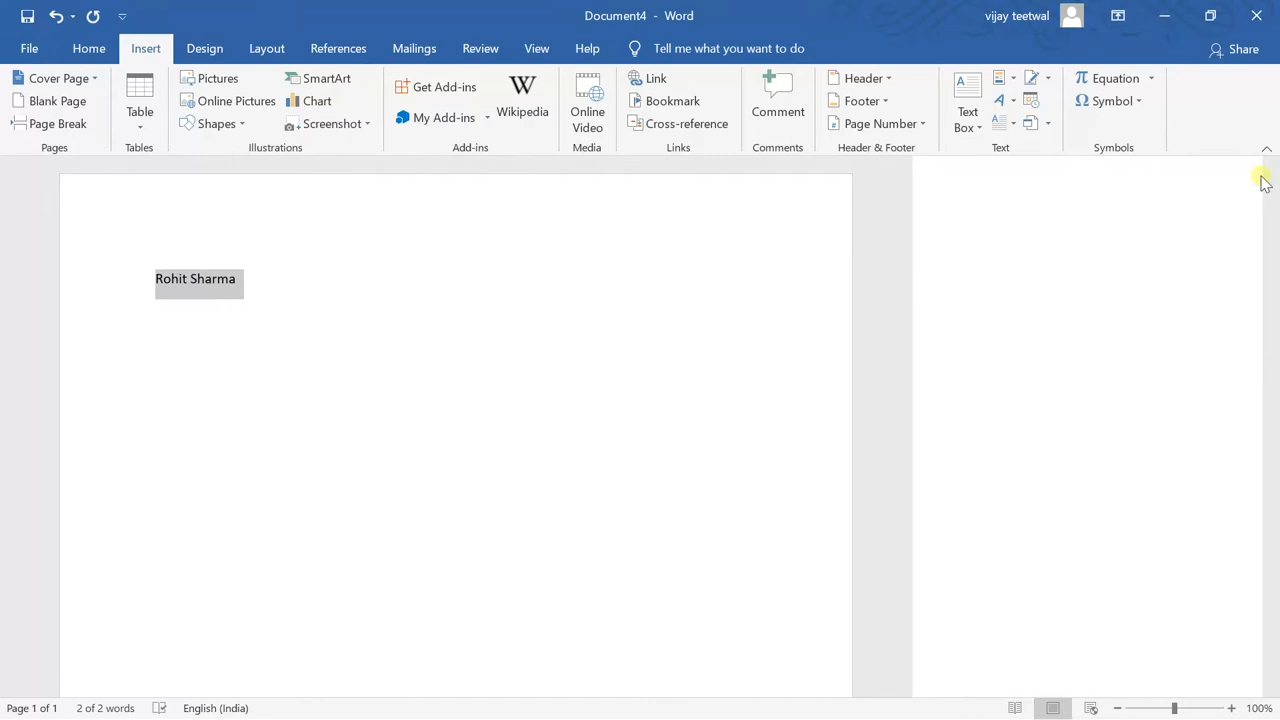 Document4 - Word
vijay teetwal
File Home Insert Design Layout References Mailings Review View Help Tell me what you want to do Share
Cover Page
Blank Page
Page Break
Pages
Table
Tables
Pictures
Online Pictures
Shapes
SmartArt
Chart
Screenshot
Illustrations
Get Add-ins
My Add-ins
W
Wikipedia
Add-ins
Online
Video
Media
Link
Bookmark
Cross-reference
Links
Comment
Comments
Header
Footer
Page Number
Header & Footer
Text
Box
Text
π Equation
Ω Symbol
Symbols
Rohit Sharma
Page 1 of 1 2 of 2 words English (India) 100%